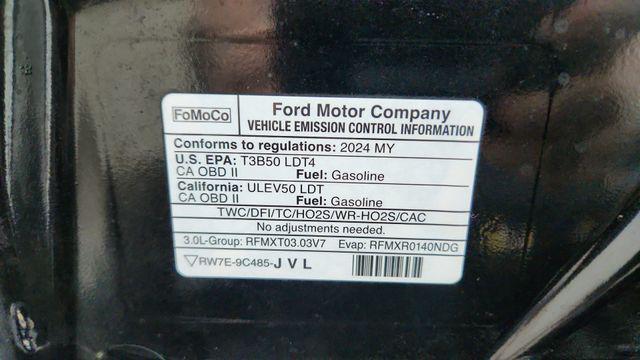 FoMoCo
Ford Motor Company
VEHICLE EMISSION CONTROL INFORMATION
Conforms to regulations: 2024 MY
U.S. EPA: T3B50 LDT4
CA OBD II Fuel: Gasoline
California: ULEV50 LDT
CA OBD II Fuel: Gasoline
TWC/DFI/TC/HO2S/WR-HO2S/CAC
No adjustments needed.
3.0L-Group: RFMXT03.03V7 Evap: RFMXR0140NDG
RW7E-9C485-JVL